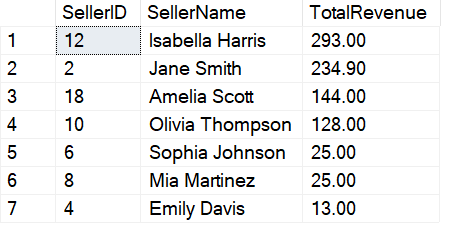 SellerID SellerName TotalRevenue
1 12 Isabella Harris 293.00
2 2 Jane Smith 234.90
3 18 Amelia Scott 144.00
4 10 Olivia Thompson 128.00
5 6 Sophia Johnson 25.00
6 8 Mia Martinez 25.00
7 4 Emily Davis 13.00